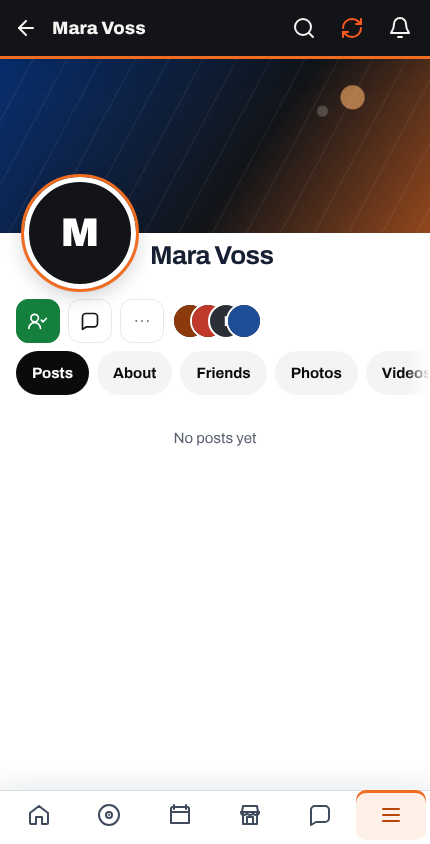 Mara Voss
M
Mara Voss
Posts About Friends Photos Videos
No posts yet